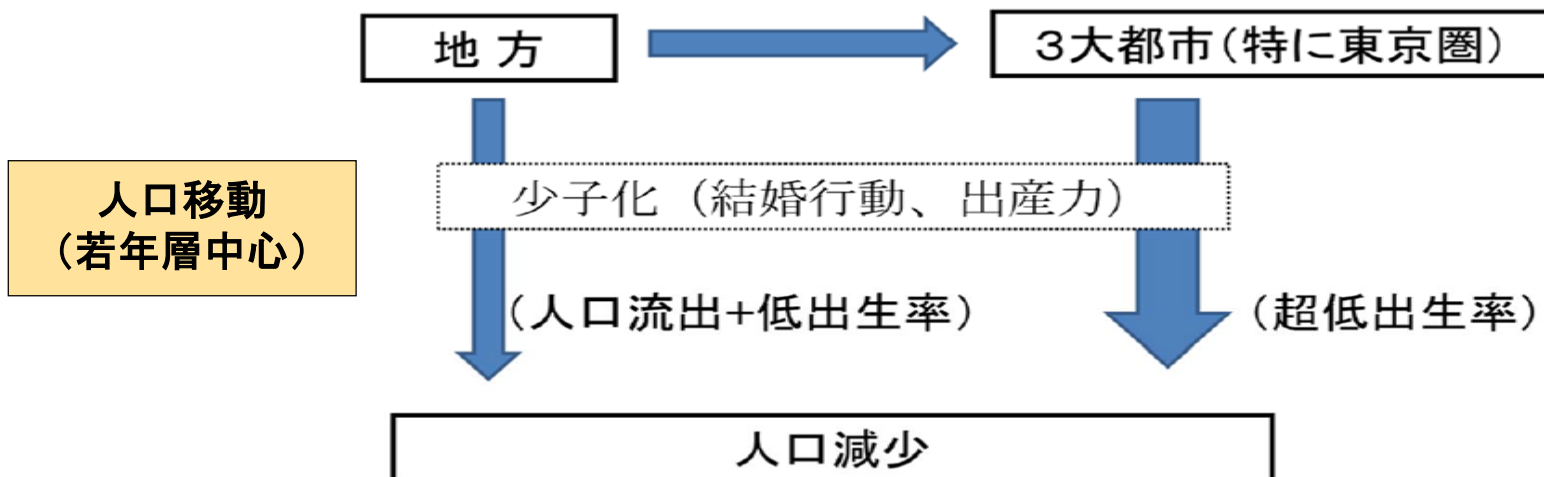 地 方
３大都市（特に東京圏）
人口移動
（若年層中心）
少子化（結婚行動、出産力）
（人口流出+低出生率）
（超低出生率）
人口減少